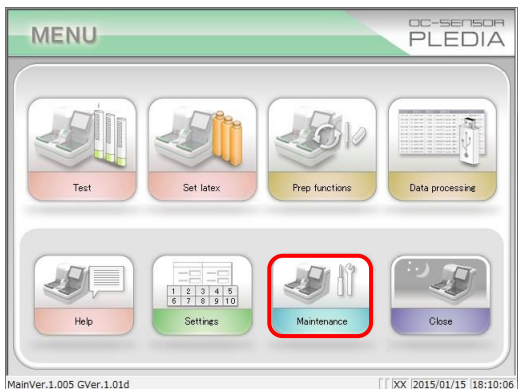 MENU
OC-SENSOR
PLEDIA
Test
Set latex
Prep functions
Data processing
1 2 3 4 5
6 7 8 9 10
Help
Settings
Maintenance
Close
MainVer.1.005 GVer.1.01d
XX 2015/01/15 18:10:06